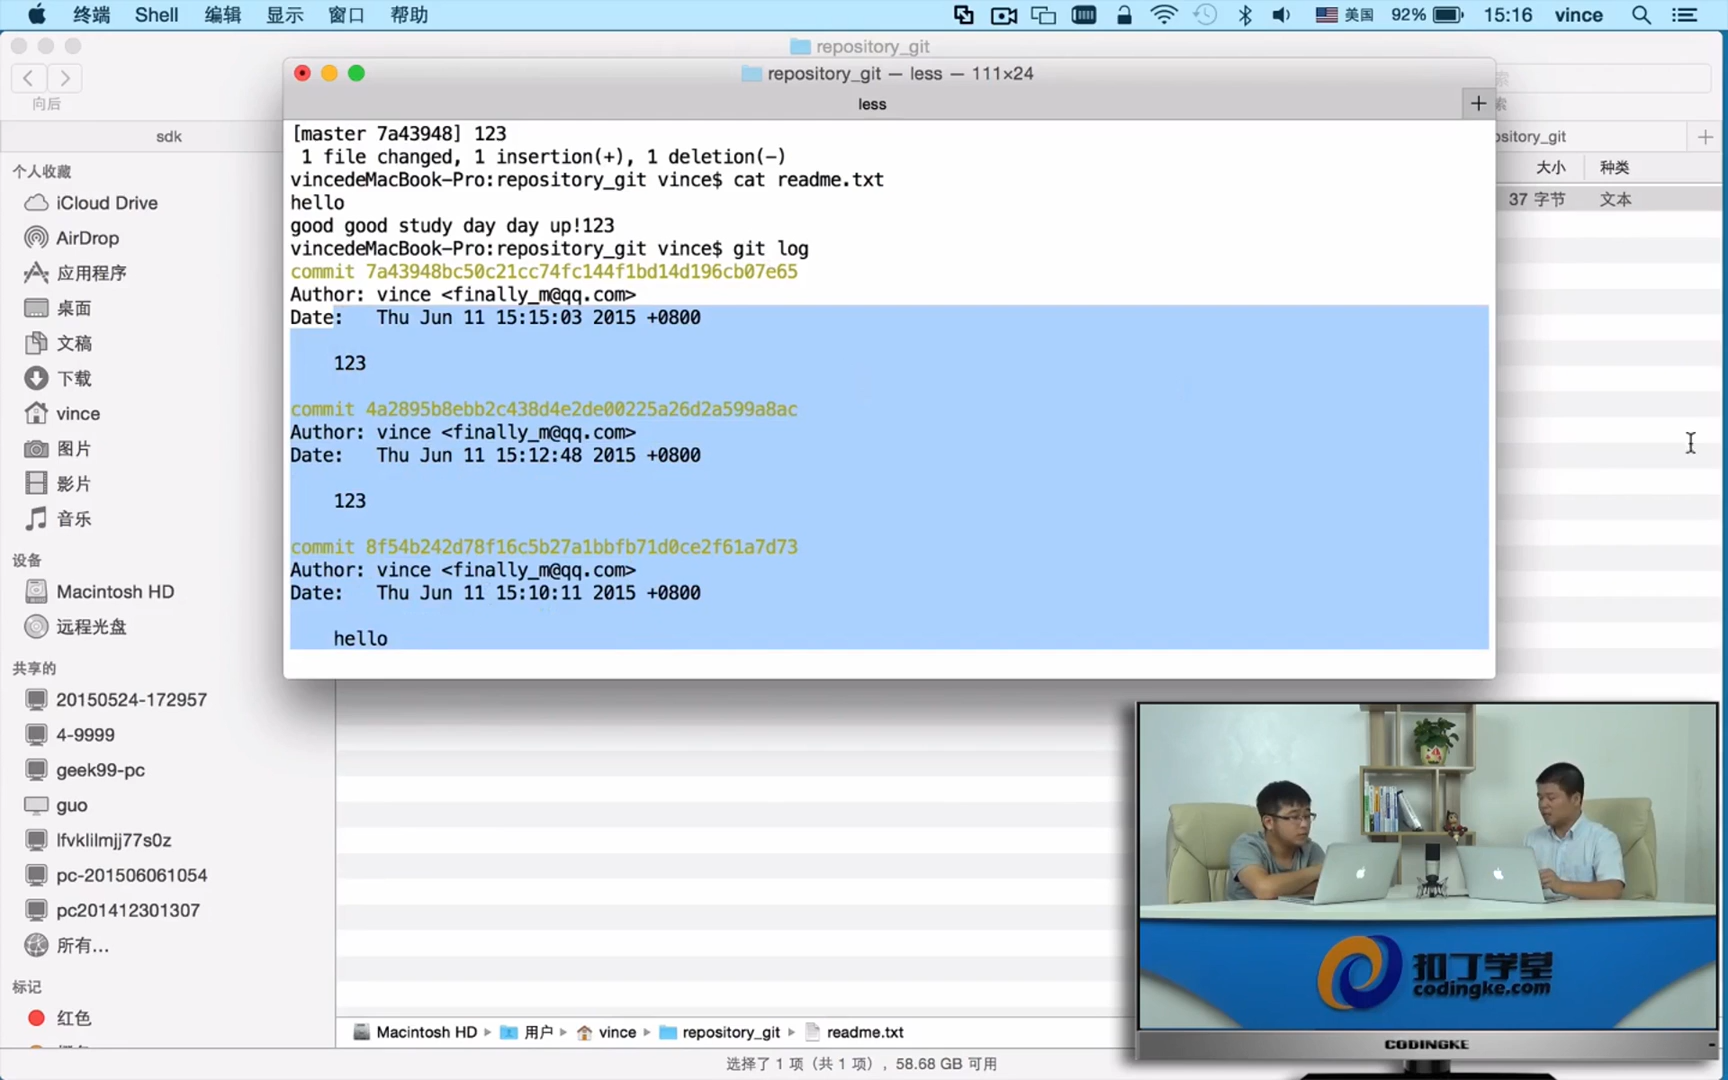 终端 Shell 编辑 显示 窗口 帮助 美国 92% 15:16 vince
repository_git
向后
sdk
sitory_git
大小 种类
37 字节 文本
repository_git — less — 111×24
less
[master 7a43948] 123
1 file changed, 1 insertion(+), 1 deletion(-)
vincedeMacBook-Pro:repository_git vince$ cat readme.txt
hello
good good study day day up!123
vincedeMacBook-Pro:repository_git vince$ git log
commit 7a43948bc50c21cc74fc144f1bd14d196cb07e65
Author: vince <finally_m@qq.com>
Date: Thu Jun 11 15:15:03 2015 +0800
123
commit 4a2895b8ebb2c438d4e2de00225a26d2a599a8ac
Author: vince <finally_m@qq.com>
Date: Thu Jun 11 15:12:48 2015 +0800
123
commit 8f54b242d78f16c5b27a1bbfb71d0ce2f61a7d73
Author: vince <finally_m@qq.com>
Date: Thu Jun 11 15:10:11 2015 +0800
hello
个人收藏
iCloud Drive
AirDrop
应用程序
桌面
文稿
下载
vince
图片
影片
音乐
设备
Macintosh HD
远程光盘
共享的
20150524-172957
4-9999
geek99-pc
guo
lfvklilmjj77s0z
pc-201506061054
pc201412301307
所有...
标记
红色
Macintosh HD 用户 vince repository_git readme.txt
选择了 1 项（共 1 项），58.68 GB 可用
扣丁学堂
codingke.com
CODINGKE